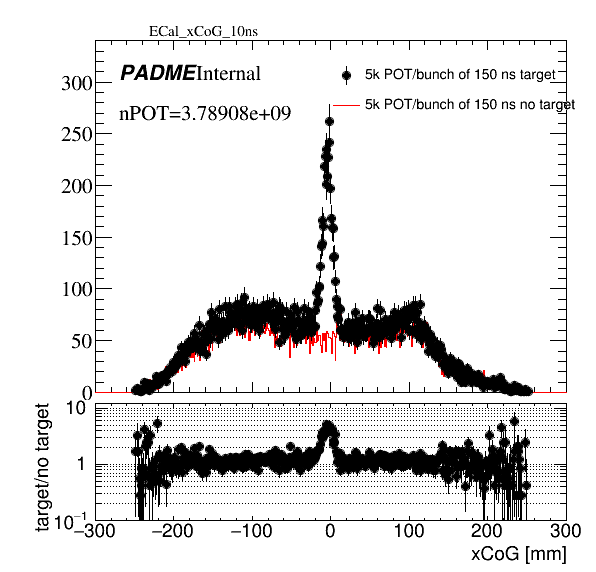 ECal_xCoG_10ns
PADME Internal
5k POT/bunch of 150 ns target
5k POT/bunch of 150 ns no target
nPOT=3.78908e+09
300
250
200
150
100
50
0
target/no target
10
1
10⁻¹
−300 −200 −100 0 100 200 300
xCoG [mm]